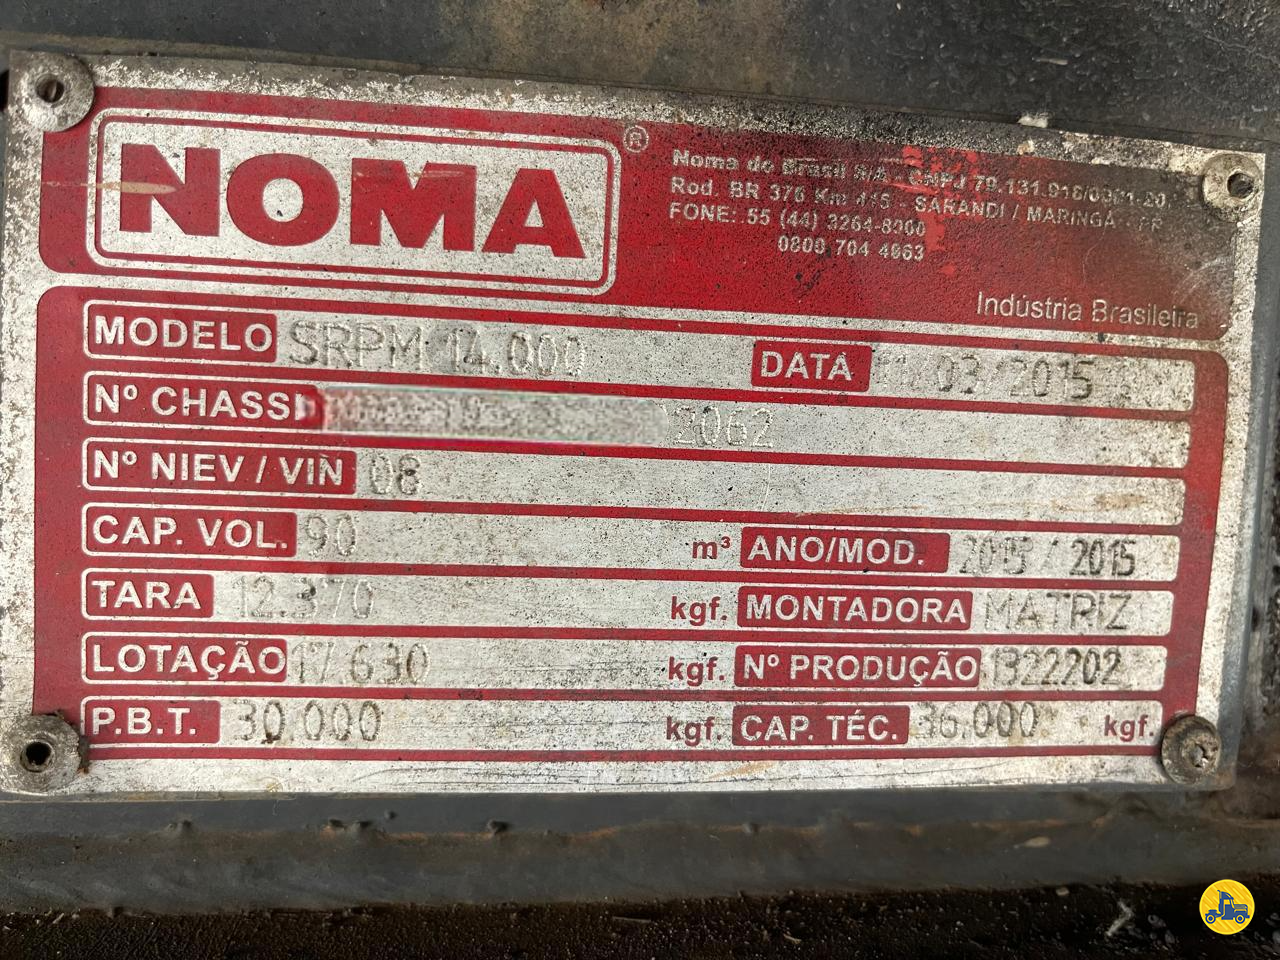 NOMA®
Noma do Brasil S/A - CNPJ 79.131.916/0001-20
Rod. BR 376 Km 415 - SARANDI / MARINGÁ - PR
FONE: 55 (44) 3264-8000
0800 704 4063
Indústria Brasileira
MODELO SRPM 14.000 DATA 11 03 2015
Nº CHASSI 2062
Nº NIEV / VIN 08
CAP. VOL. 90 m³ ANO/MOD. 2015 / 2015
TARA 12.370 kgf. MONTADORA MATRIZ
LOTAÇÃO 17.630 kgf. Nº PRODUÇÃO 1322202
P.B.T. 30.000 kgf. CAP. TÉC. 36.000 kgf.